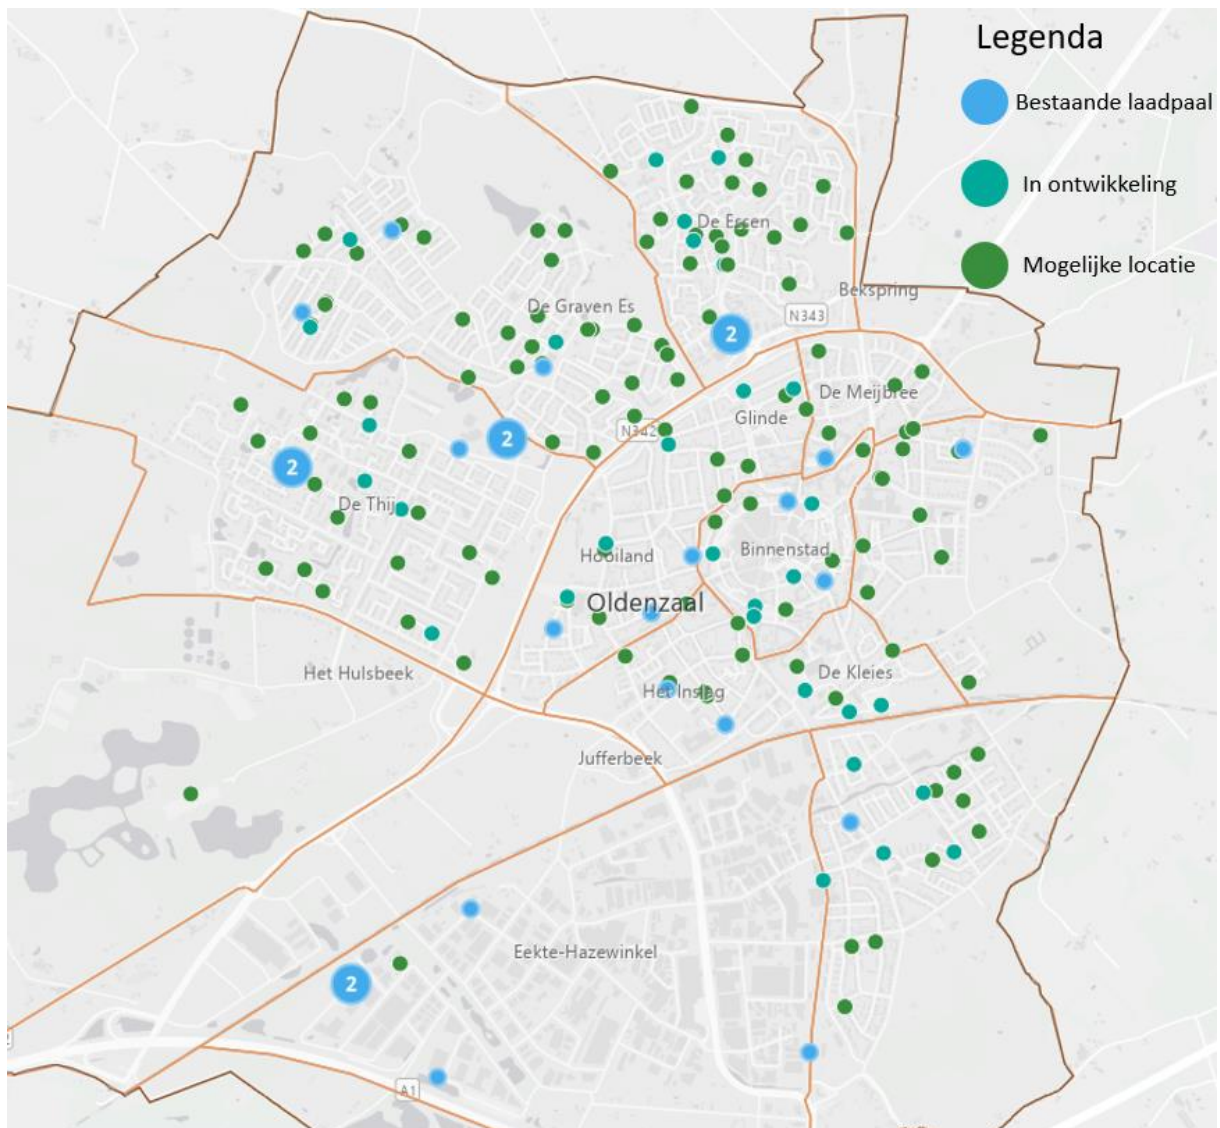 Legenda
Bestaande laadpaal
In ontwikkeling
Mogelijke locatie
De Essen
Bekspring
De Graven Es
N343
2
De Meijbree
Glinde
N342
2
2
De Thij
Binnenstad
Hooiland
Oldenzaal
Het Hulsbeek
De Kleies
Het Inslag
Jufferbeek
Eekte-Hazewinkel
2
A1